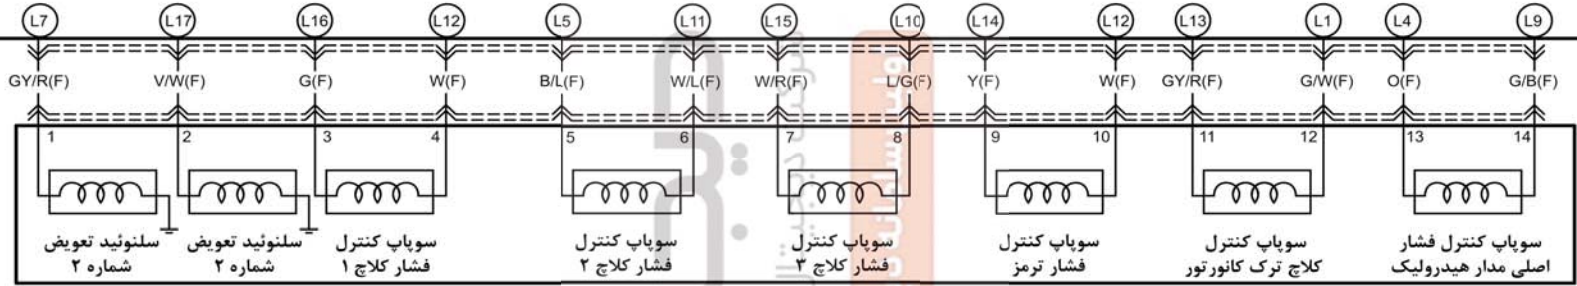 L7 L17 L16 L12 L5 L11 L15 L10 L14 L12 L13 L1 L4 L9
GY/R(F) V/W(F) G(F) W(F) B/L(F) W/L(F) W/R(F) L/G(F) Y(F) W(F) GY/R(F) G/W(F) O(F) G/B(F)
1 2 3 4 5 6 7 8 9 10 11 12 13 14
سلنوئید تعویض
شماره ۲
سلنوئید تعویض
شماره ۲
سوپاپ کنترل
فشار کلاچ ۱
سوپاپ کنترل
فشار کلاچ ۲
سوپاپ کنترل
فشار کلاچ ۳
سوپاپ کنترل
فشار ترمز
سوپاپ کنترل
کلاچ ترک کانورتور
سوپاپ کنترل فشار
اصلی مدار هیدرولیک